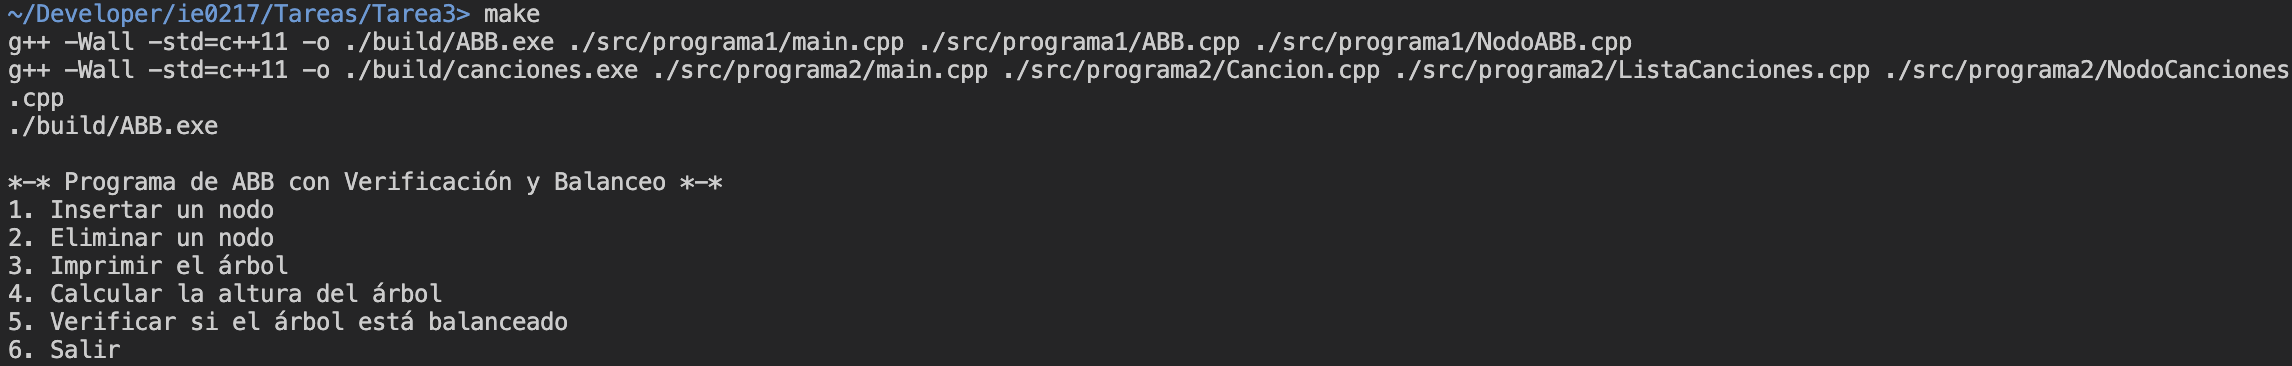 ~/Developer/ie0217/Tareas/Tarea3> make
g++ -Wall -std=c++11 -o ./build/ABB.exe ./src/programa1/main.cpp ./src/programa1/ABB.cpp ./src/programa1/NodoABB.cpp
g++ -Wall -std=c++11 -o ./build/canciones.exe ./src/programa2/main.cpp ./src/programa2/Cancion.cpp ./src/programa2/ListaCanciones.cpp ./src/programa2/NodoCanciones
.cpp
./build/ABB.exe
*-* Programa de ABB con Verificación y Balanceo *-*
1. Insertar un nodo
2. Eliminar un nodo
3. Imprimir el árbol
4. Calcular la altura del árbol
5. Verificar si el árbol está balanceado
6. Salir